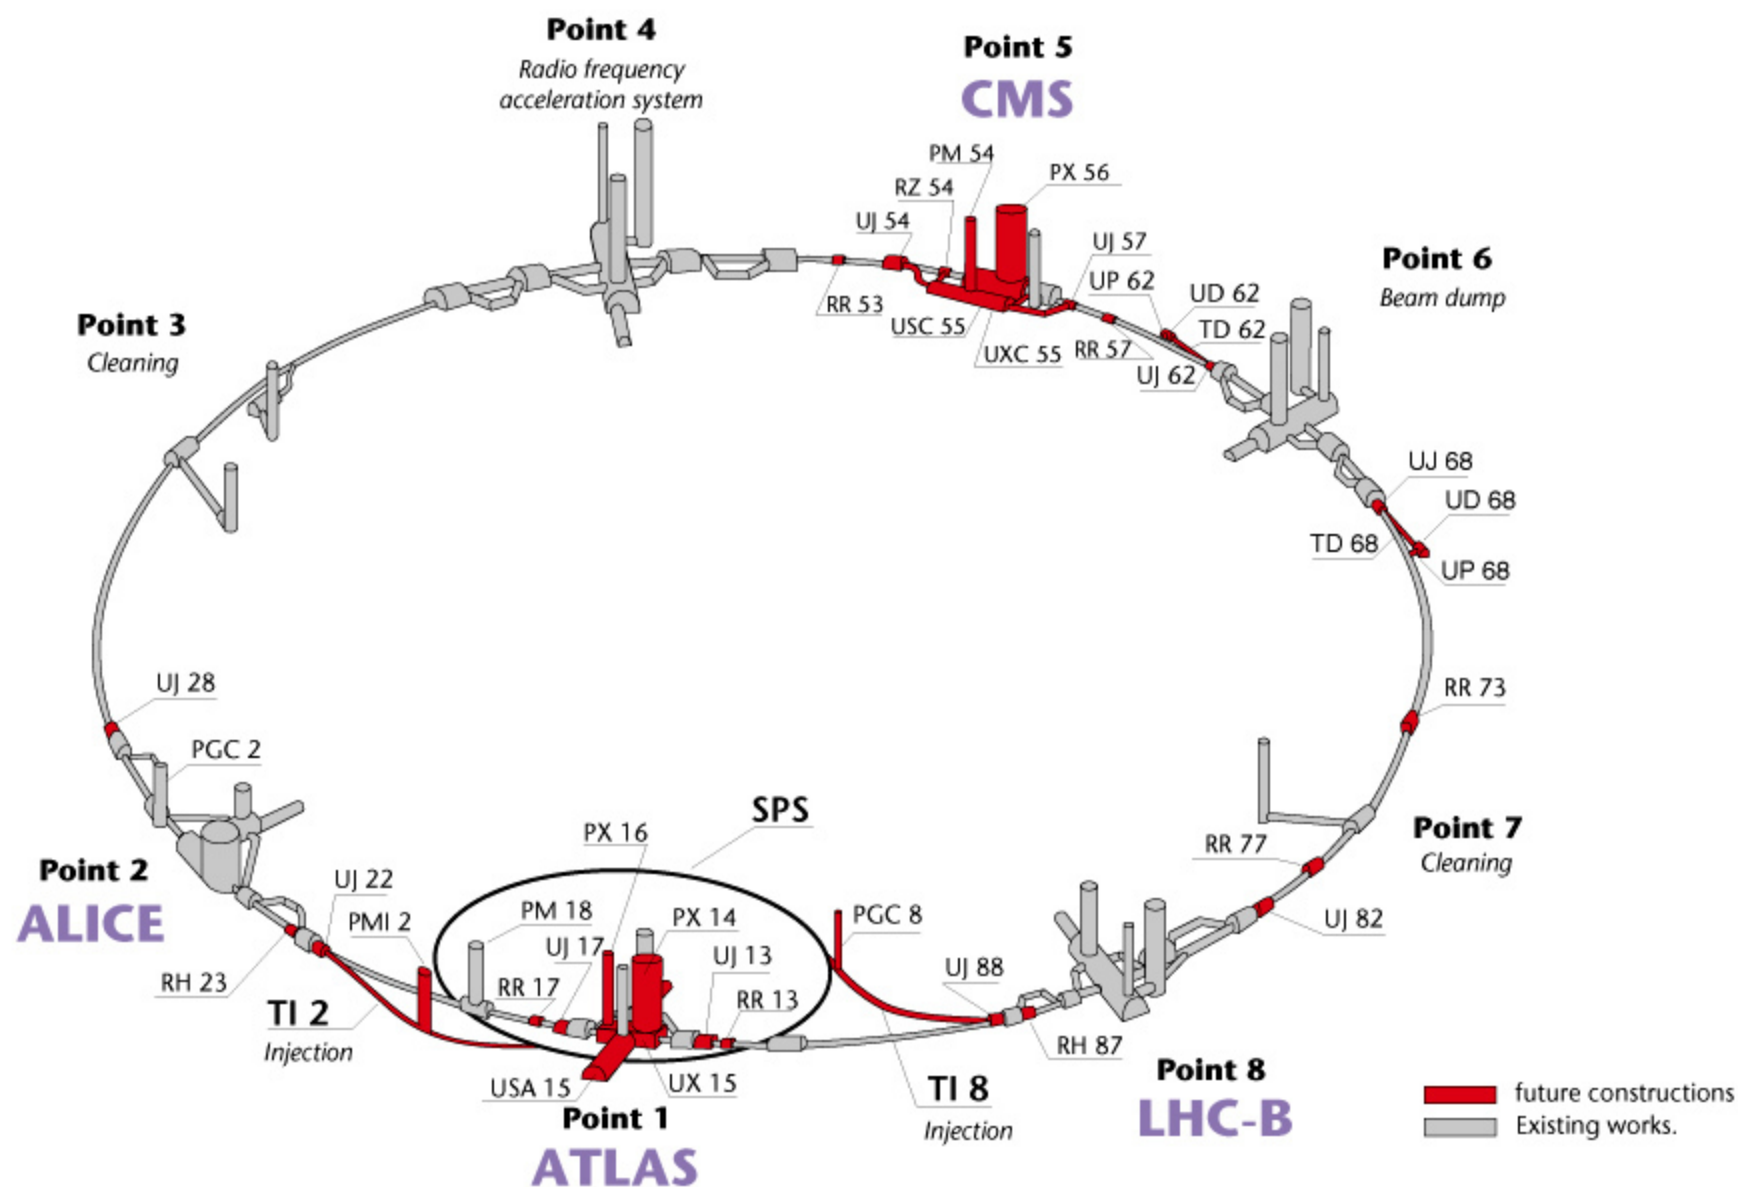 Point 4
Radio frequency
acceleration system
Point 5
CMS
PM 54
PX 56
RZ 54
UJ 54
UJ 57
UP 62
UD 62
TD 62
RR 53
USC 55
UXC 55
RR 57
UJ 62
Point 6
Beam dump
Point 3
Cleaning
UJ 68
UD 68
TD 68
UP 68
UJ 28
PGC 2
RR 73
Point 7
Cleaning
RR 77
UJ 82
SPS
PX 16
Point 2
ALICE
UJ 22
PMI 2
RH 23
TI 2
Injection
PM 18
PX 14
UJ 17
UJ 13
RR 17
RR 13
PGC 8
UJ 88
RH 87
USA 15
UX 15
Point 1
ATLAS
TI 8
Injection
Point 8
LHC-B
future constructions
Existing works.